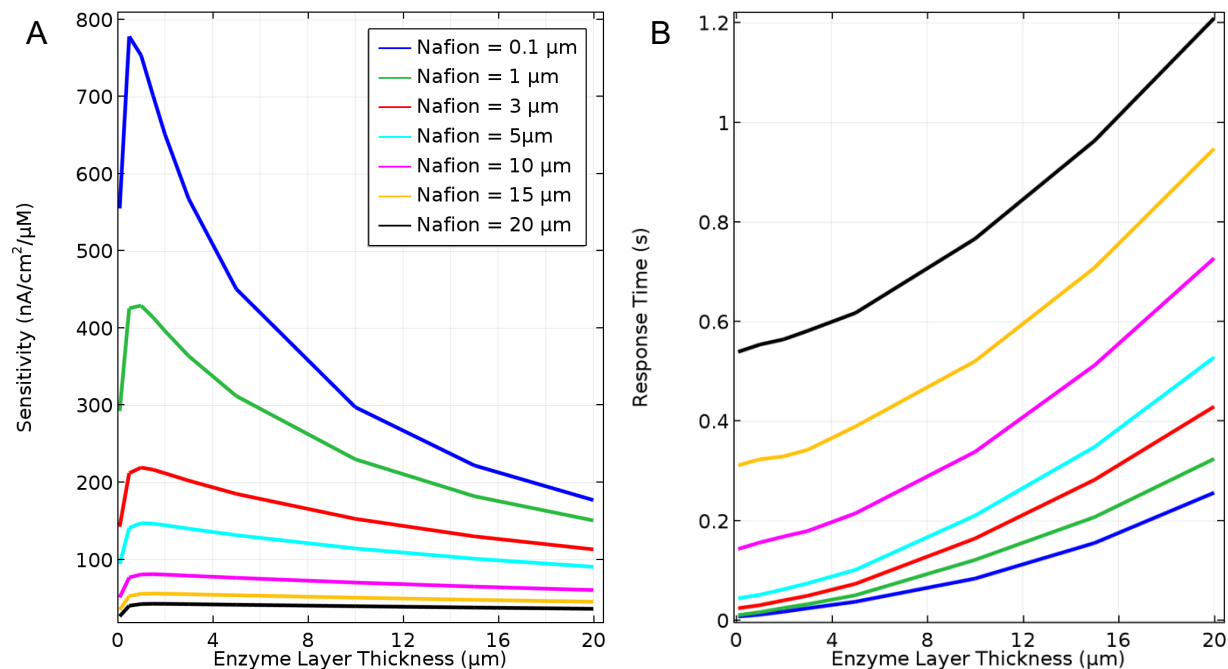 A
Sensitivity (nA/cm²/μM)
800
700
600
500
400
300
200
100
0
4
8
12
16
20
Enzyme Layer Thickness (μm)
Nafion = 0.1 μm
Nafion = 1 μm
Nafion = 3 μm
Nafion = 5μm
Nafion = 10 μm
Nafion = 15 μm
Nafion = 20 μm
B
Response Time (s)
1.2
1
0.8
0.6
0.4
0.2
0
0
4
8
12
16
20
Enzyme Layer Thickness (μm)